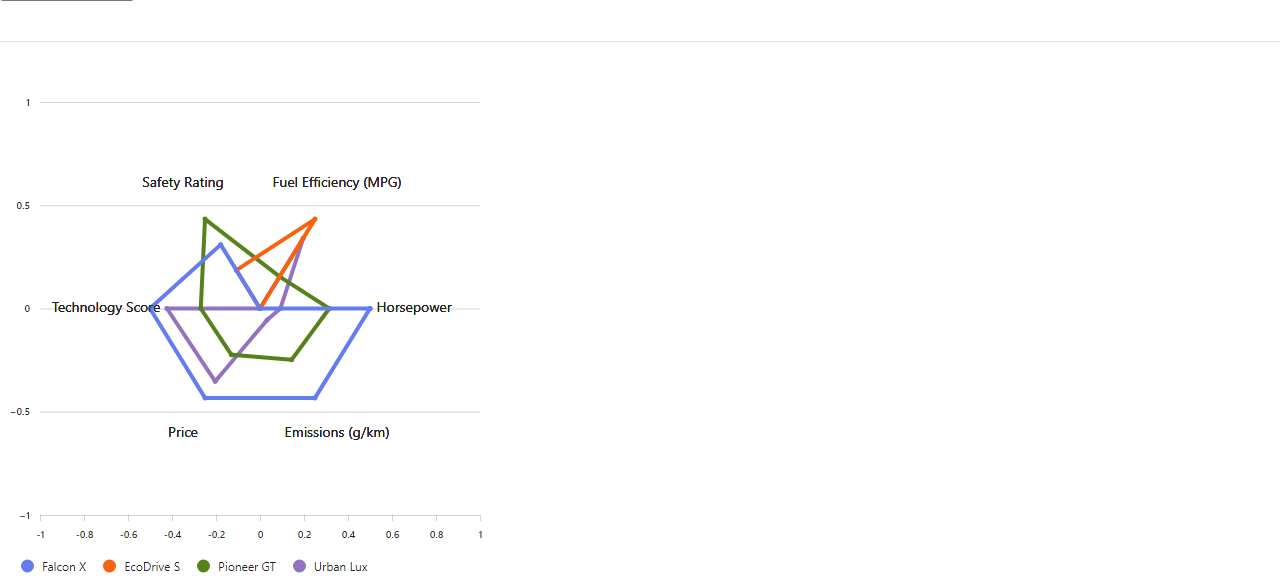 1
Safety Rating Fuel Efficiency (MPG)
0.5
0 Technology Score Horsepower
−0.5
Price Emissions (g/km)
−1
-1 -0.8 -0.6 -0.4 -0.2 0 0.2 0.4 0.6 0.8 1
Falcon X EcoDrive S Pioneer GT Urban Lux